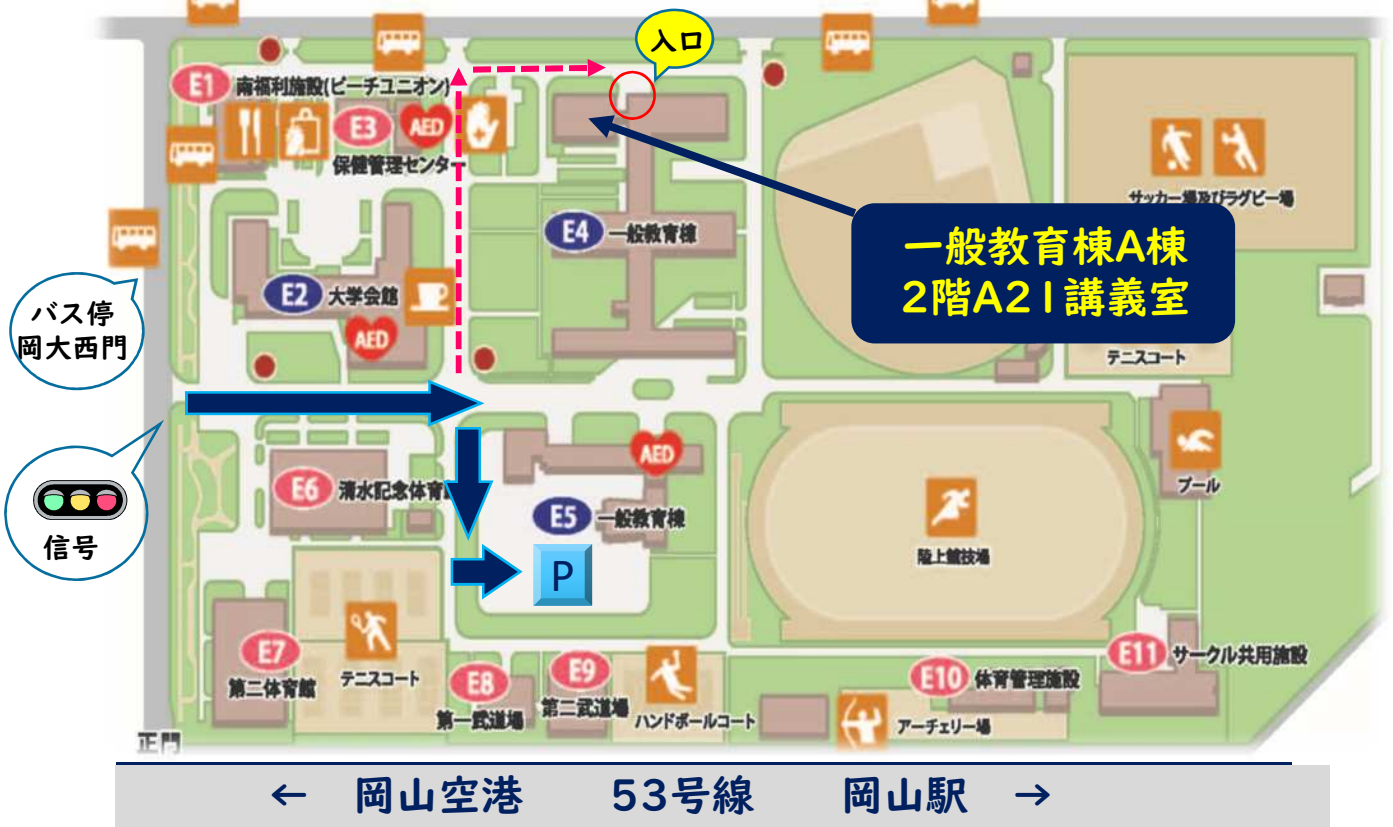 入口
E1 南福利施設(ピーチユニオン)
E3 AED
保健管理センター
サッカー場及びラグビー場
E4 一般教育棟
一般教育棟A棟
2階A21講義室
E2 大学会館
AED
バス停
岡大西門
テニスコート
AED
E6 清水記念体育
プール
信号
E5 一般教育棟
P
陸上競技場
E7
第二体育館
テニスコート
E8
第一武道場
E9
第二武道場
ハンドボールコート
E10 体育管理施設
アーチェリー場
E11 サークル共用施設
正門
← 岡山空港 53号線 岡山駅 →